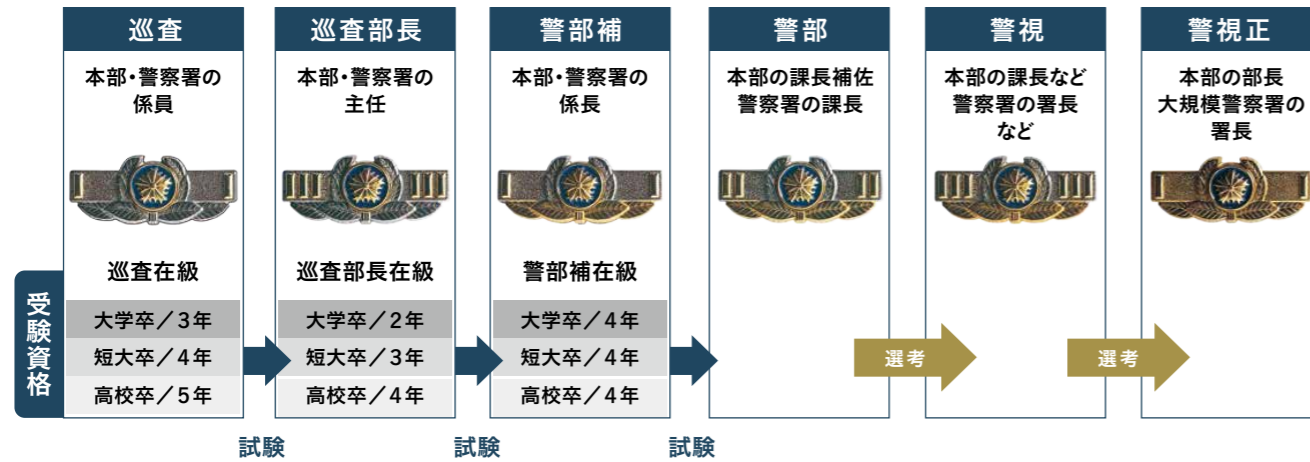 巡査
本部・警察署の
係員
巡査在級
大学卒／3年
短大卒／4年
高校卒／5年
巡査部長
本部・警察署の
主任
巡査部長在級
大学卒／2年
短大卒／3年
高校卒／4年
警部補
本部・警察署の
係長
警部補在級
大学卒／4年
短大卒／4年
高校卒／4年
警部
本部の課長補佐
警察署の課長
警視
本部の課長など
警察署の署長
など
警視正
本部の部長
大規模警察署の
署長
受験資格
選考
選考
試験
試験
試験